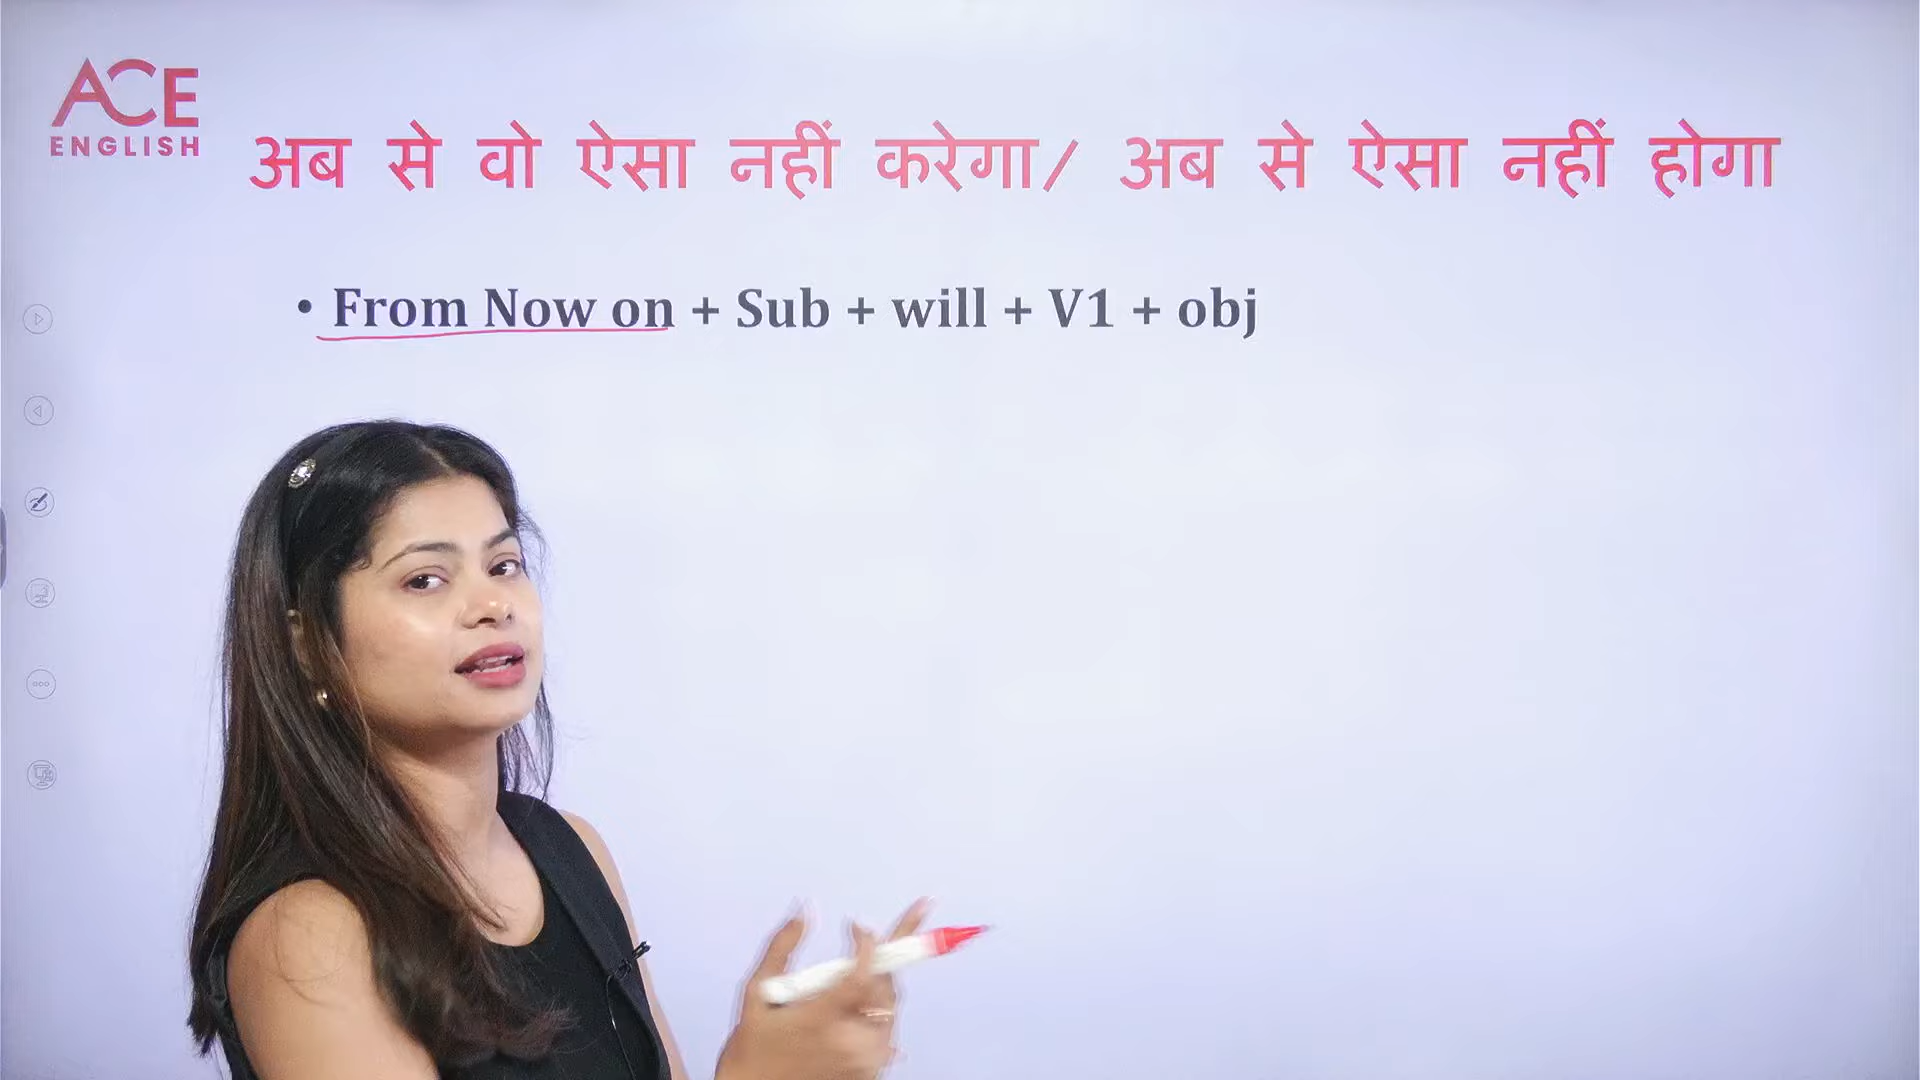 ACE
ENGLISH
अब से वो ऐसा नहीं करेगा/ अब से ऐसा नहीं होगा
• From Now on + Sub + will + V1 + obj